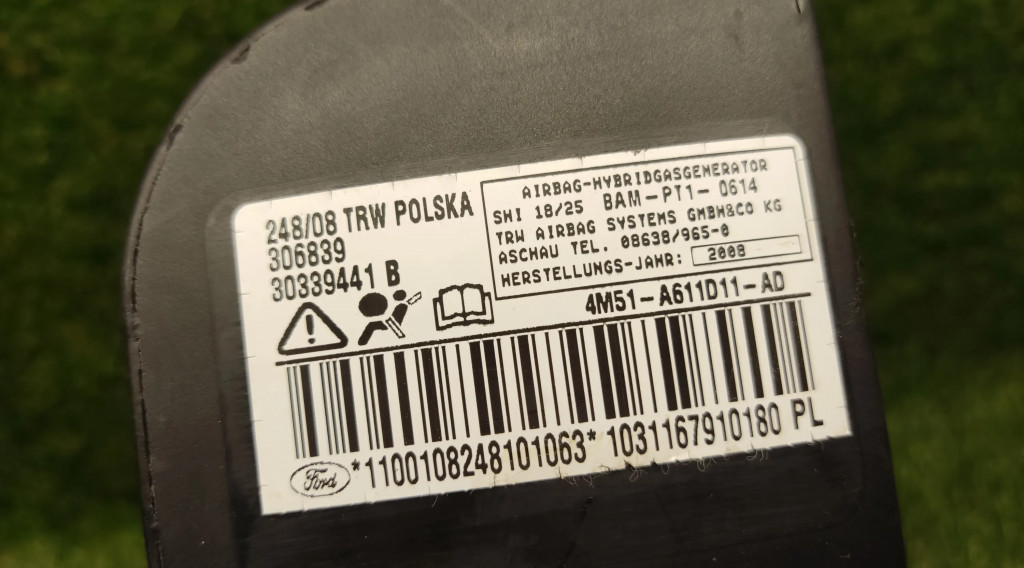 248/08 TRW POLSKA
306839
30339441 B
AIRBAG-HYBRIDGASGENERATOR
SHI 18/25 BAM-PT1-0614
TRW AIRBAG SYSTEMS GMBH&CO KG
ASCHAU TEL. 08638/965-0
HERSTELLUNGS-JAHR: 2008
4M51-A611D11-AD
*1100108248101063* 1031167910180 PL
Ford